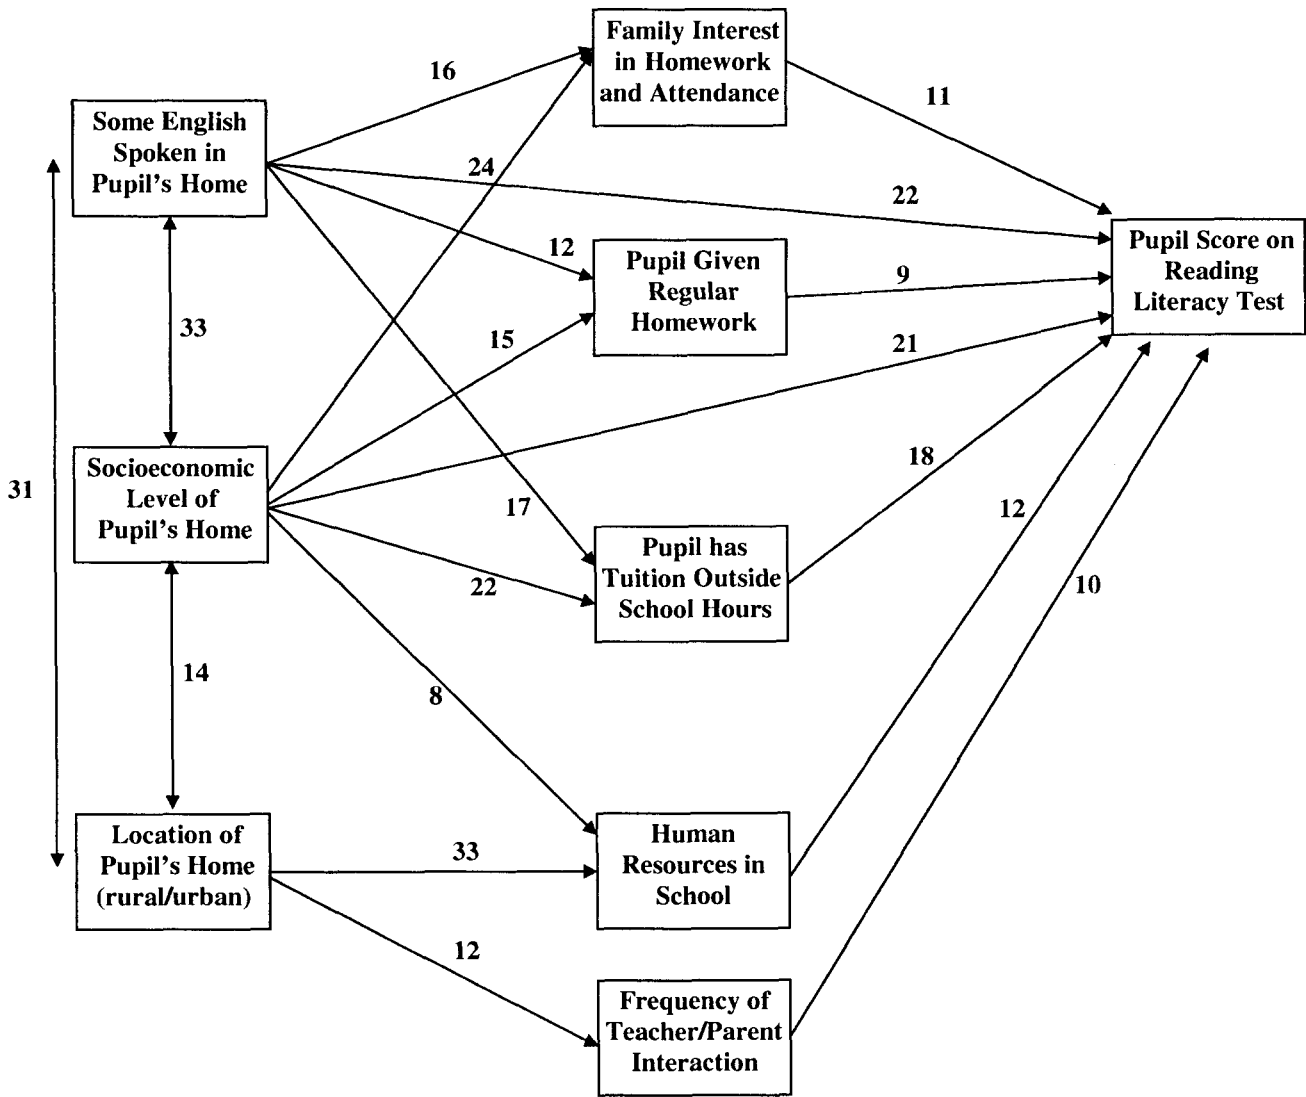 Family Interest
in Homework
and Attendance
16
11
Some English
Spoken in
Pupil's Home
24
22
Pupil Score on
Reading
Literacy Test
12
Pupil Given
Regular
Homework
9
33
15
21
Socioeconomic
Level of
Pupil's Home
31
18
17
12
Pupil has
Tuition Outside
School Hours
22
10
14
8
Location of
Pupil's Home
(rural/urban)
33
Human
Resources in
School
12
Frequency of
Teacher/Parent
Interaction